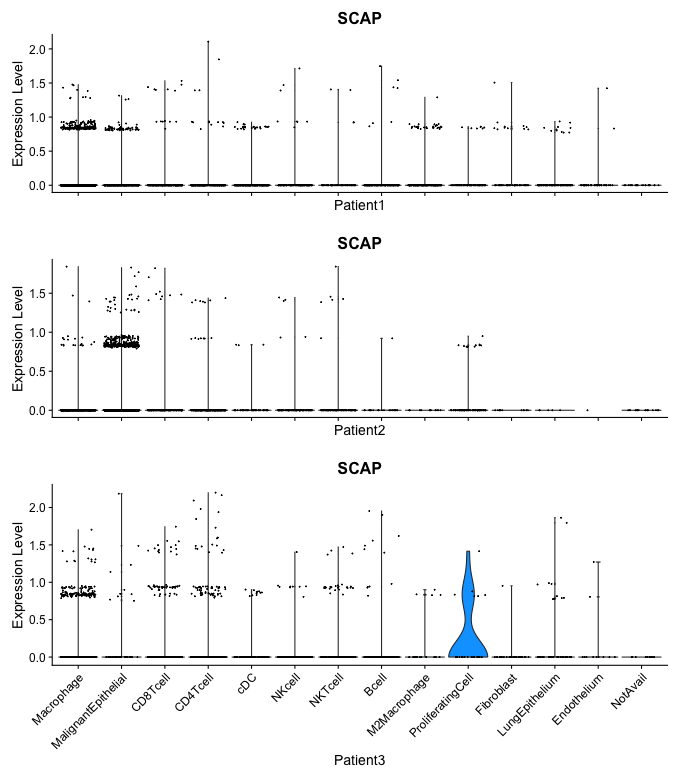 SCAP
Expression Level
2.0
1.5
1.0
0.5
0.0
Patient1
SCAP
Expression Level
1.5
1.0
0.5
0.0
Patient2
SCAP
Expression Level
2.0
1.5
1.0
0.5
0.0
Macrophage
MalignantEpithelial
CD8Tcell
CD4Tcell
cDC
NKcell
NKTcell
Bcell
M2Macrophage
ProliferatingCell
Fibroblast
LungEpithelium
Endothelium
NotAvail
Patient3